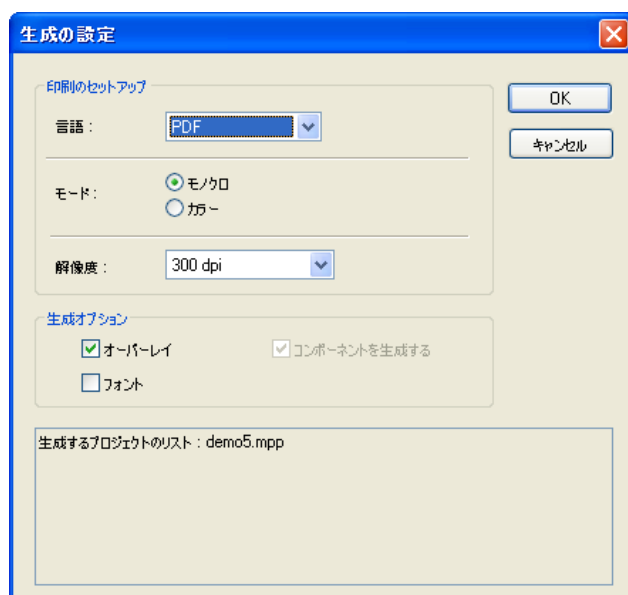 生成の設定
印刷のセットアップ
言語：
PDF
OK
キャンセル
モード：
モノクロ
カラー
解像度：
300 dpi
生成オプション
オーバーレイ
コンポーネントを生成する
フォント
生成するプロジェクトのリスト：demo5.mpp